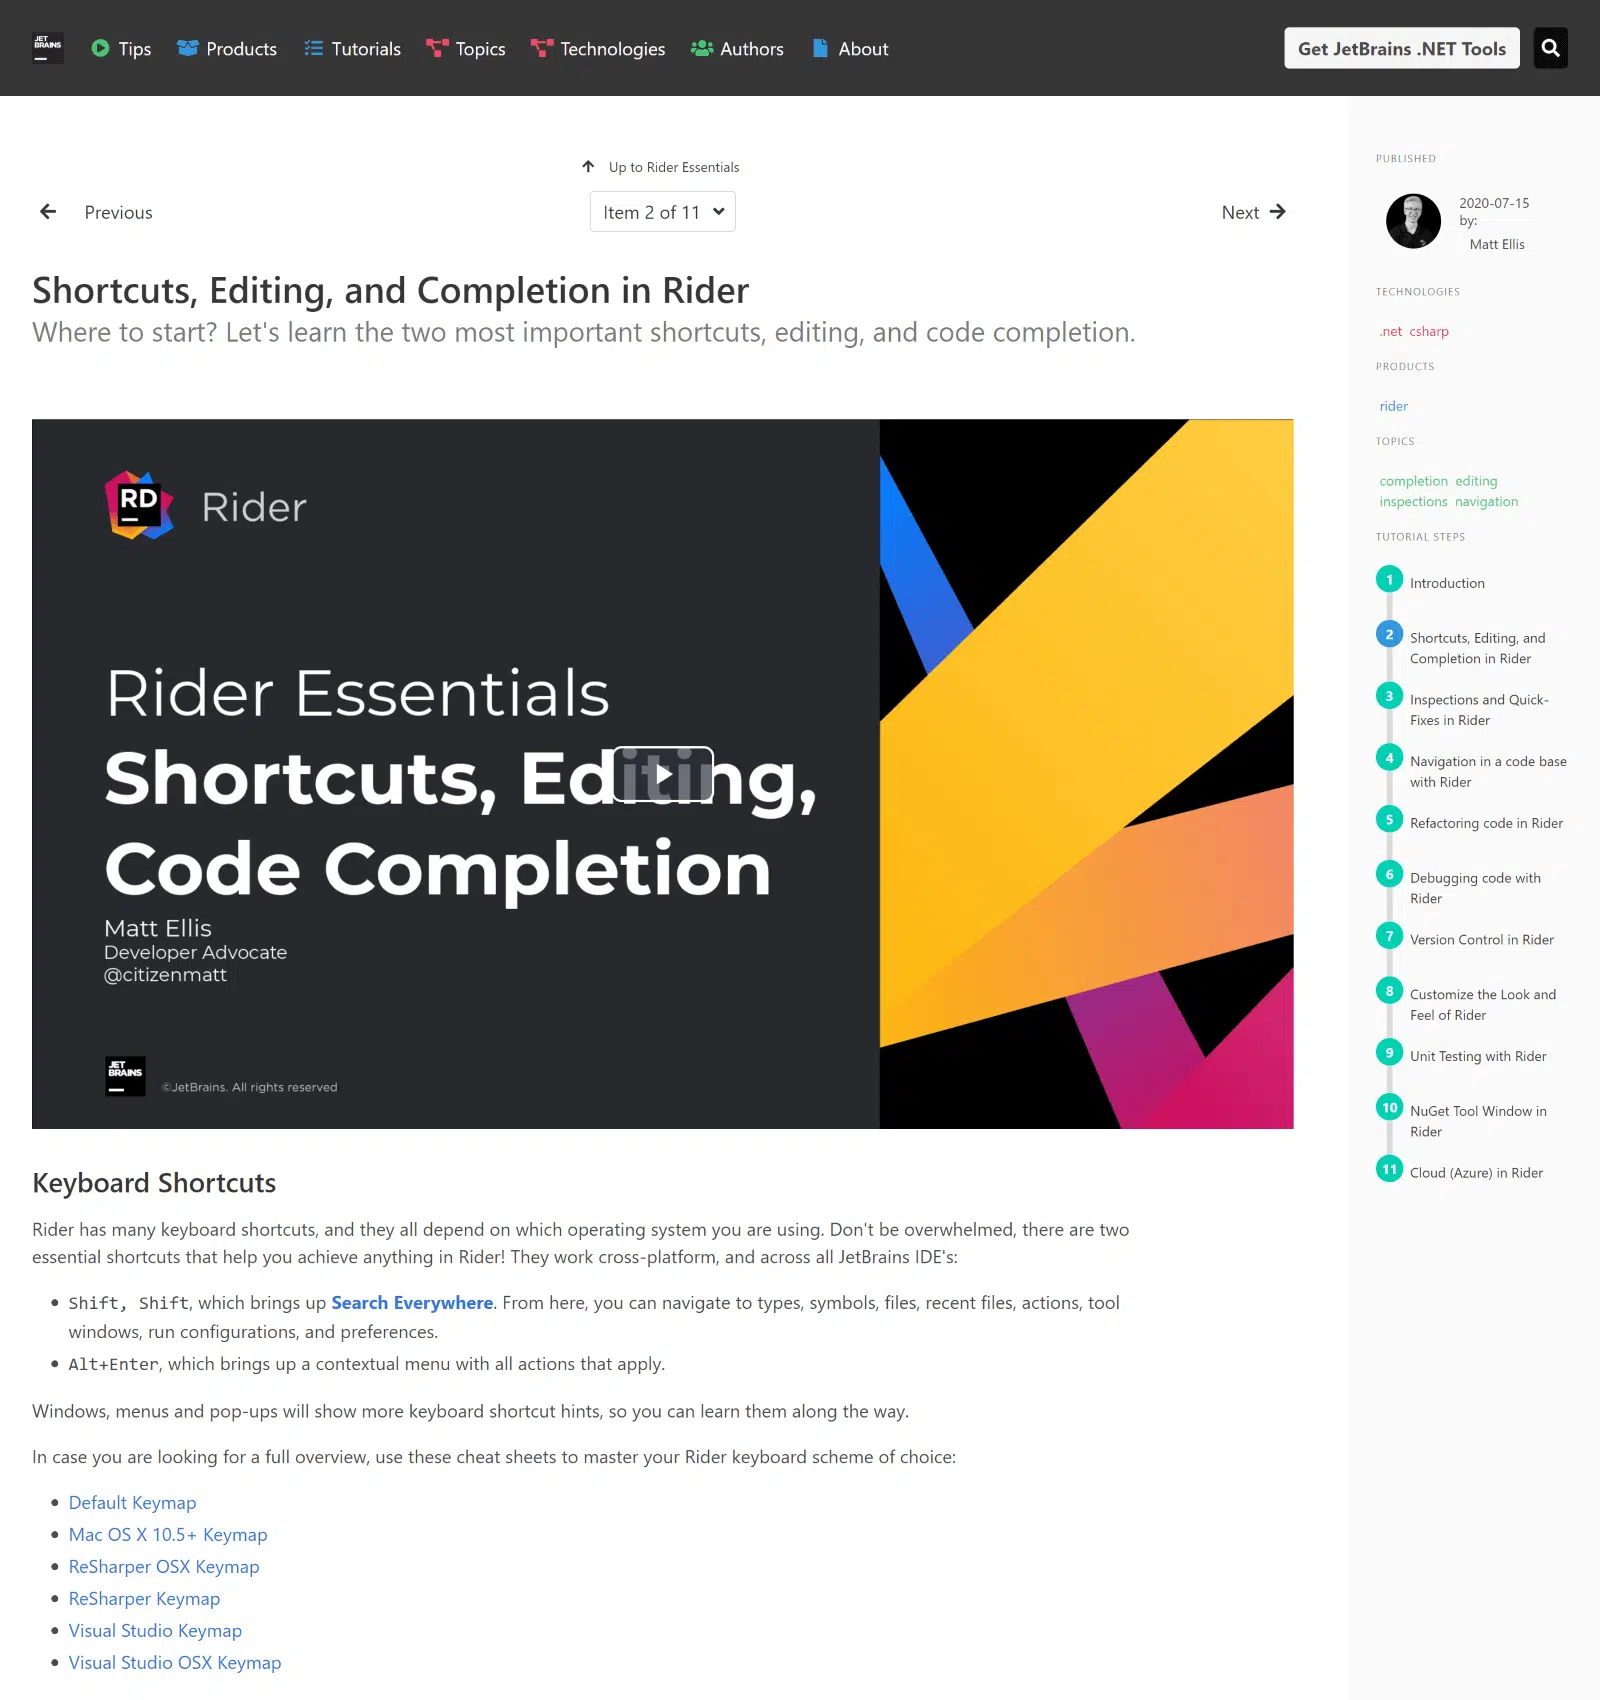 JET
BRAINS
Tips
Products
Tutorials
Topics
Technologies
Authors
About
Get JetBrains .NET Tools
Up to Rider Essentials
Previous
Item 2 of 11
Next
Shortcuts, Editing, and Completion in Rider
Where to start? Let's learn the two most important shortcuts, editing, and code completion.
RD
Rider
Rider Essentials
Shortcuts, Editing,
Code Completion
Matt Ellis
Developer Advocate
@citizenmatt
JET
BRAINS
©JetBrains. All rights reserved
Keyboard Shortcuts
Rider has many keyboard shortcuts, and they all depend on which operating system you are using. Don't be overwhelmed, there are two
essential shortcuts that help you achieve anything in Rider! They work cross-platform, and across all JetBrains IDE's:
Shift, Shift, which brings up Search Everywhere. From here, you can navigate to types, symbols, files, recent files, actions, tool
windows, run configurations, and preferences.
Alt+Enter, which brings up a contextual menu with all actions that apply.
Windows, menus and pop-ups will show more keyboard shortcut hints, so you can learn them along the way.
In case you are looking for a full overview, use these cheat sheets to master your Rider keyboard scheme of choice:
Default Keymap
Mac OS X 10.5+ Keymap
ReSharper OSX Keymap
ReSharper Keymap
Visual Studio Keymap
Visual Studio OSX Keymap
PUBLISHED
2020-07-15
by:
Matt Ellis
TECHNOLOGIES
.net csharp
PRODUCTS
rider
TOPICS
completion editing
inspections navigation
TUTORIAL STEPS
1 Introduction
2 Shortcuts, Editing, and
Completion in Rider
3 Inspections and Quick-
Fixes in Rider
4 Navigation in a code base
with Rider
5 Refactoring code in Rider
6 Debugging code with
Rider
7 Version Control in Rider
8 Customize the Look and
Feel of Rider
9 Unit Testing with Rider
10 NuGet Tool Window in
Rider
11 Cloud (Azure) in Rider